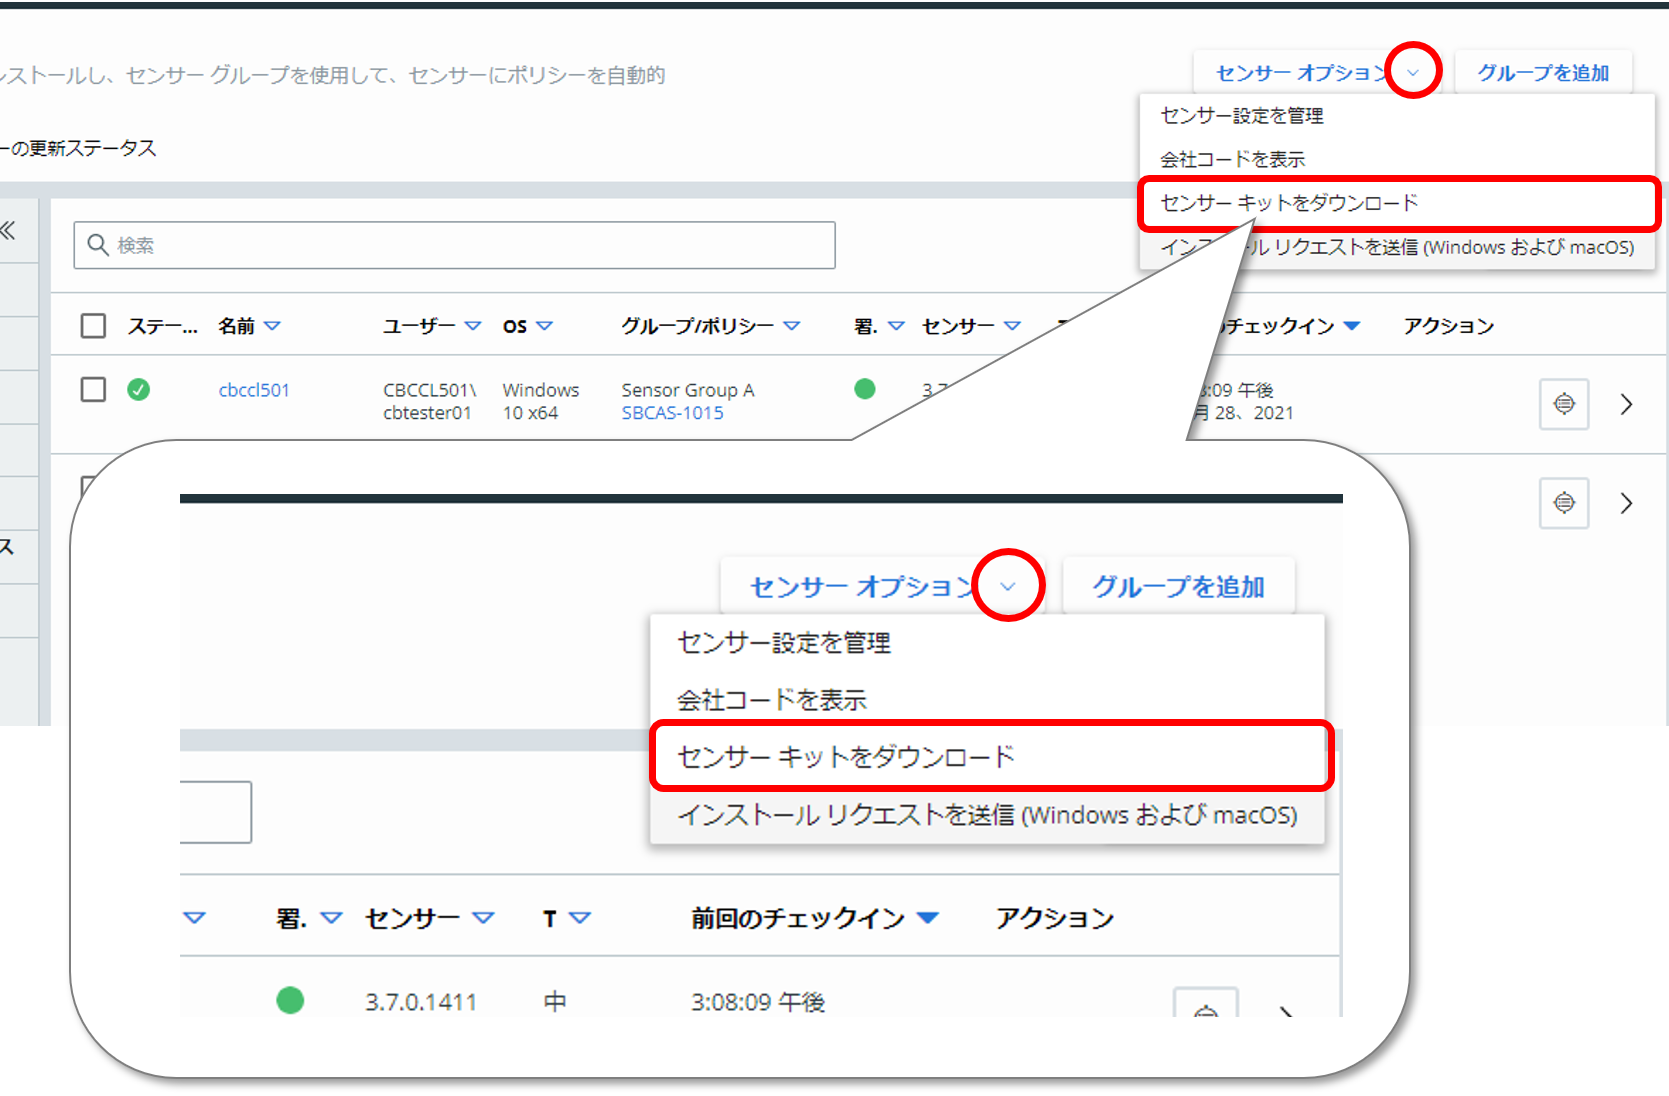 ンストールし、センサー グループを使用して、センサーにポリシーを自動的
センサー オプション
グループを追加
ーの更新ステータス
センサー設定を管理
会社コードを表示
センサー キットをダウンロード
インストール リクエストを送信 (Windows および macOS)
検索
ステー... 名前 ユーザー OS グループ/ポリシー 署. センサー チェックイン アクション
cbccl501 CBCCL501\ Windows Sensor Group A 3.7 :09 午後
cbtester01 10 x64 SBCAS-1015 月 28、2021
ス
センサー オプション
グループを追加
センサー設定を管理
会社コードを表示
センサー キットをダウンロード
インストール リクエストを送信 (Windows および macOS)
署. センサー T 前回のチェックイン アクション
3.7.0.1411 中 3:08:09 午後